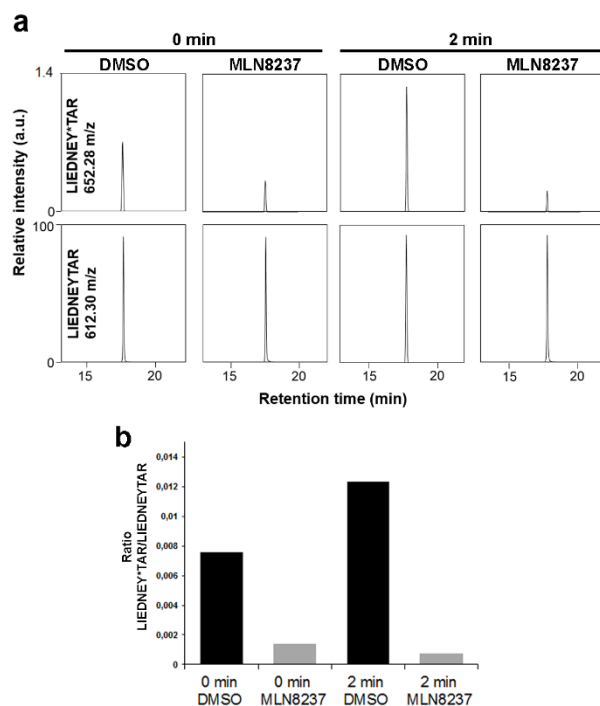 a
0 min
2 min
DMSO
MLN8237
DMSO
MLN8237
Relative intensity (a.u.)
1.4
0
LIEDNEY*TAR
652.28 m/z
100
0
LIEDNEYTAR
612.30 m/z
15 20 15 20 15 20 15 20
Retention time (min)
b
Ratio
LIEDNEY*TAR/LIEDNEYTAR
0,014
0,012
0,010
0,008
0,006
0,004
0,002
0
0 min
DMSO
0 min
MLN8237
2 min
DMSO
2 min
MLN8237